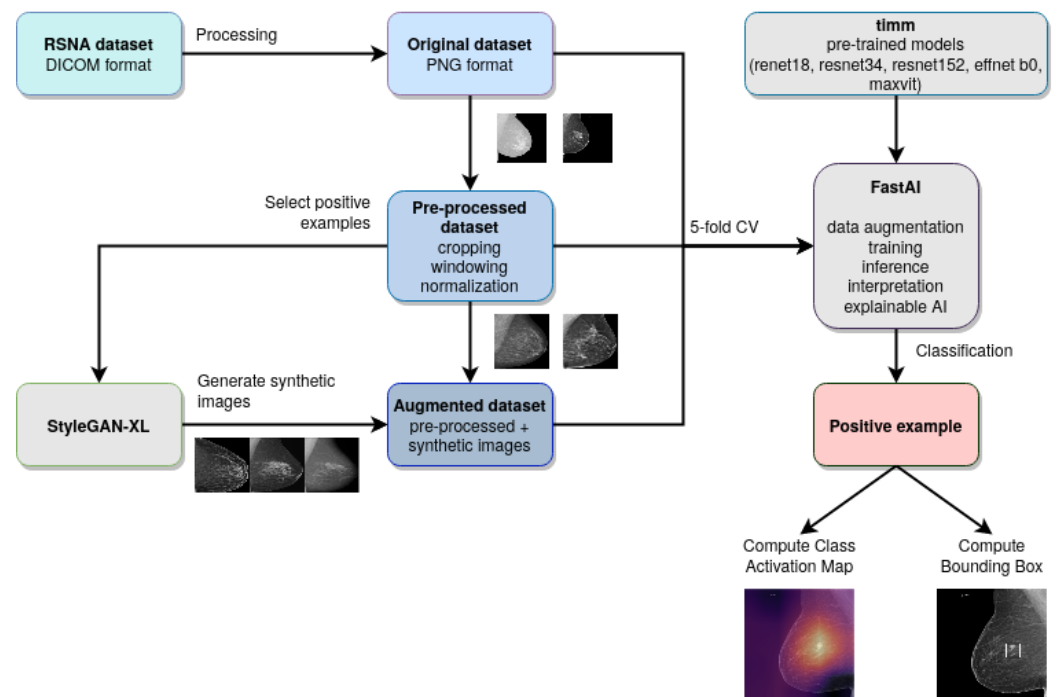 RSNA dataset
DICOM format
Processing
Original dataset
PNG format
timm
pre-trained models
(renet18, resnet34, resnet152, effnet b0,
maxvit)
Select positive
examples
Pre-processed
dataset
cropping
windowing
normalization
5-fold CV
FastAI
data augmentation
training
inference
interpretation
explainable AI
Classification
StyleGAN-XL
Generate synthetic
images
Augmented dataset
pre-processed +
synthetic images
Positive example
Compute Class
Activation Map
Compute
Bounding Box